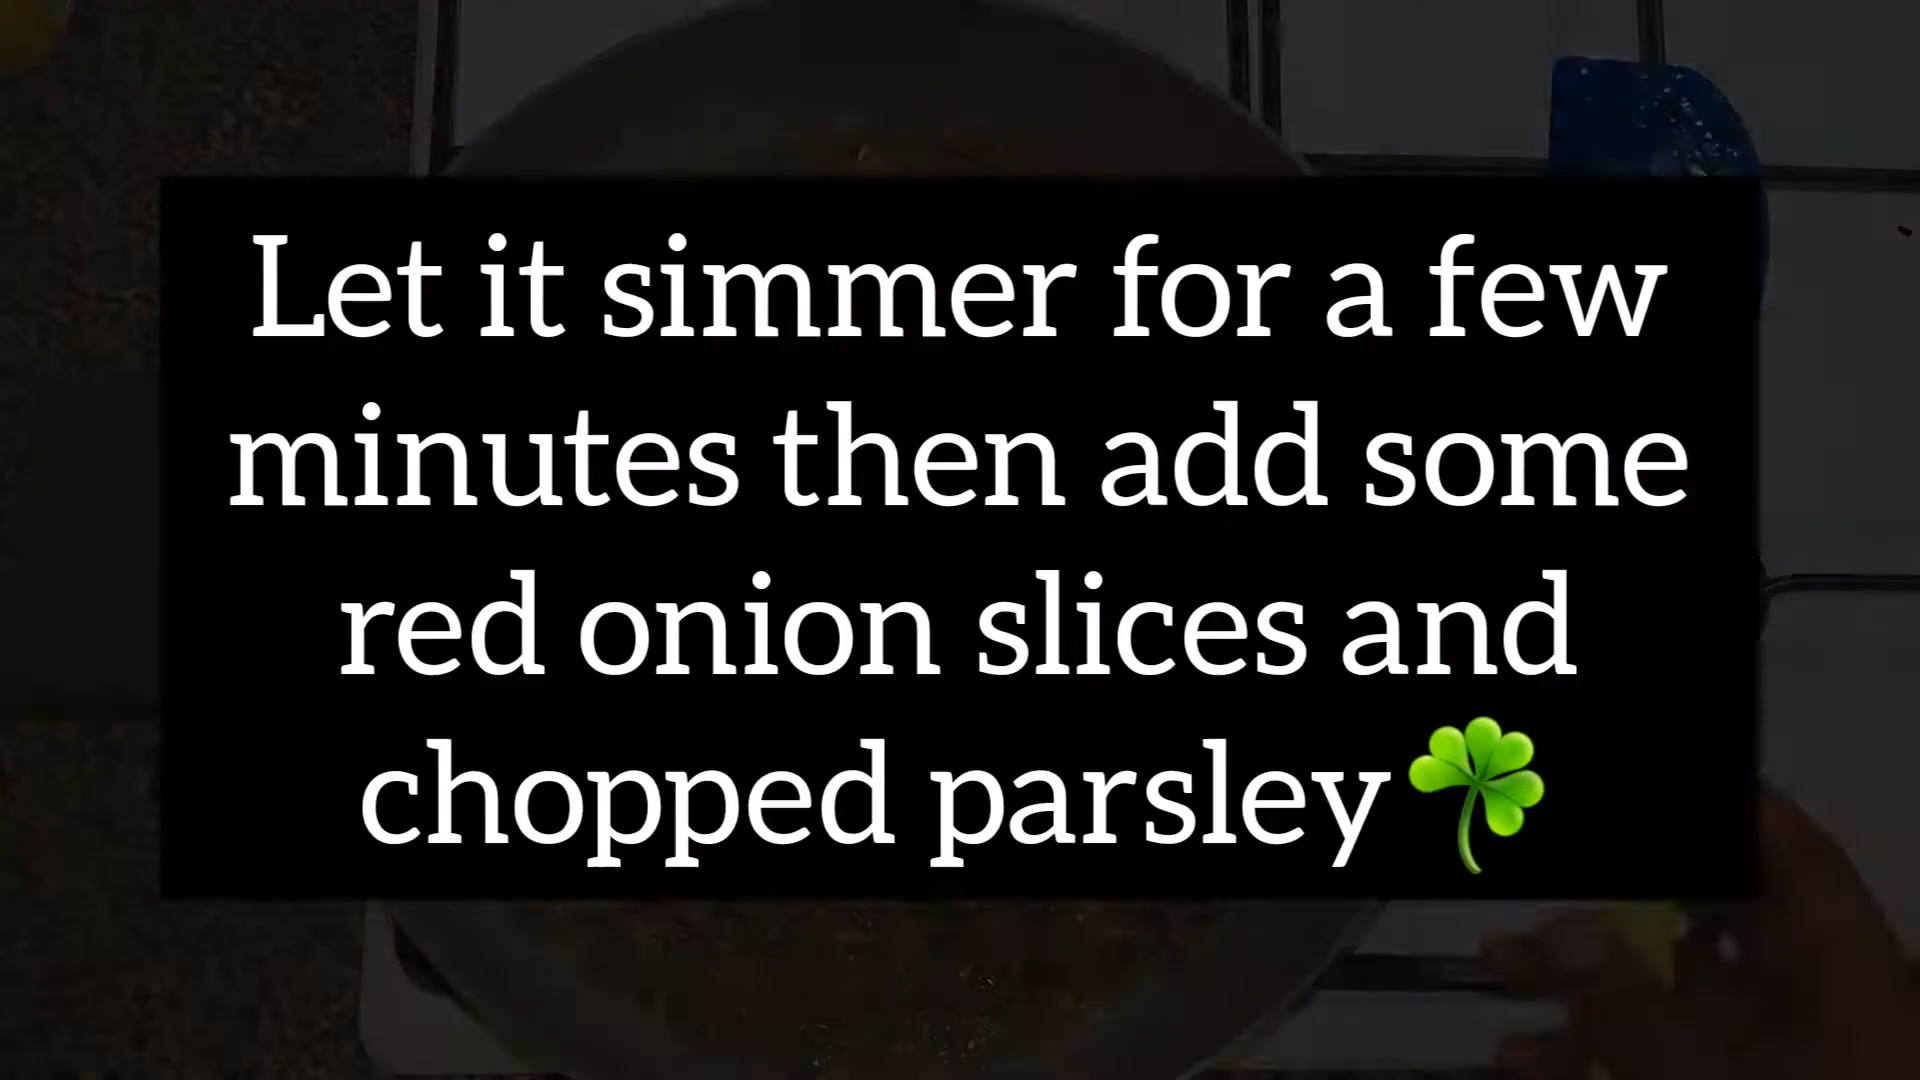 Let it simmer for a few
minutes then add some
red onion slices and
chopped parsley☘️